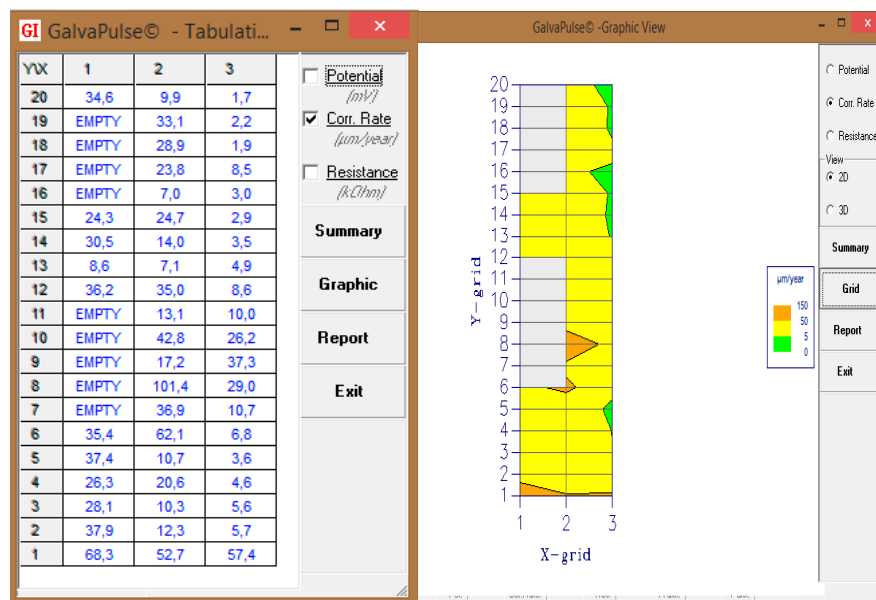 GI GalvaPulse© - Tabulati...
Y\X 1 2 3
20 34,6 9,9 1,7
19 EMPTY 33,1 2,2
18 EMPTY 28,9 1,9
17 EMPTY 23,8 8,5
16 EMPTY 7,0 3,0
15 24,3 24,7 2,9
14 30,5 14,0 3,5
13 8,6 7,1 4,9
12 36,2 35,0 8,6
11 EMPTY 13,1 10,0
10 EMPTY 42,8 26,2
9 EMPTY 17,2 37,3
8 EMPTY 101,4 29,0
7 EMPTY 36,9 10,7
6 35,4 62,1 6,8
5 37,4 10,7 3,6
4 26,3 20,6 4,6
3 28,1 10,3 5,6
2 37,9 12,3 5,7
1 68,3 52,7 57,4
Potential
(mV)
Corr. Rate
(µm/year)
Resistance
(kOhm)
Summary
Graphic
Report
Exit
GalvaPulse© -Graphic View
20
19
18
17
16
15
14
13
12
11
10
9
8
7
6
5
4
3
2
1
Y-grid
1 2 3
X-grid
µm/year
150
50
5
0
Potential
Corr. Rate
Resistance
View
2D
3D
Summary
Grid
Report
Exit